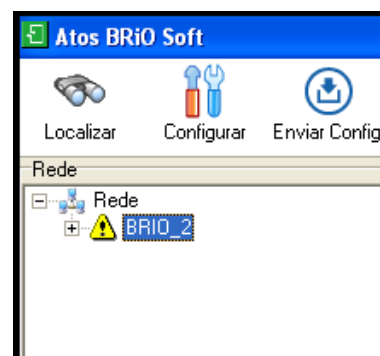 Atos BRiO Soft
Localizar Configurar Enviar Config
Rede
Rede
BRIO_2